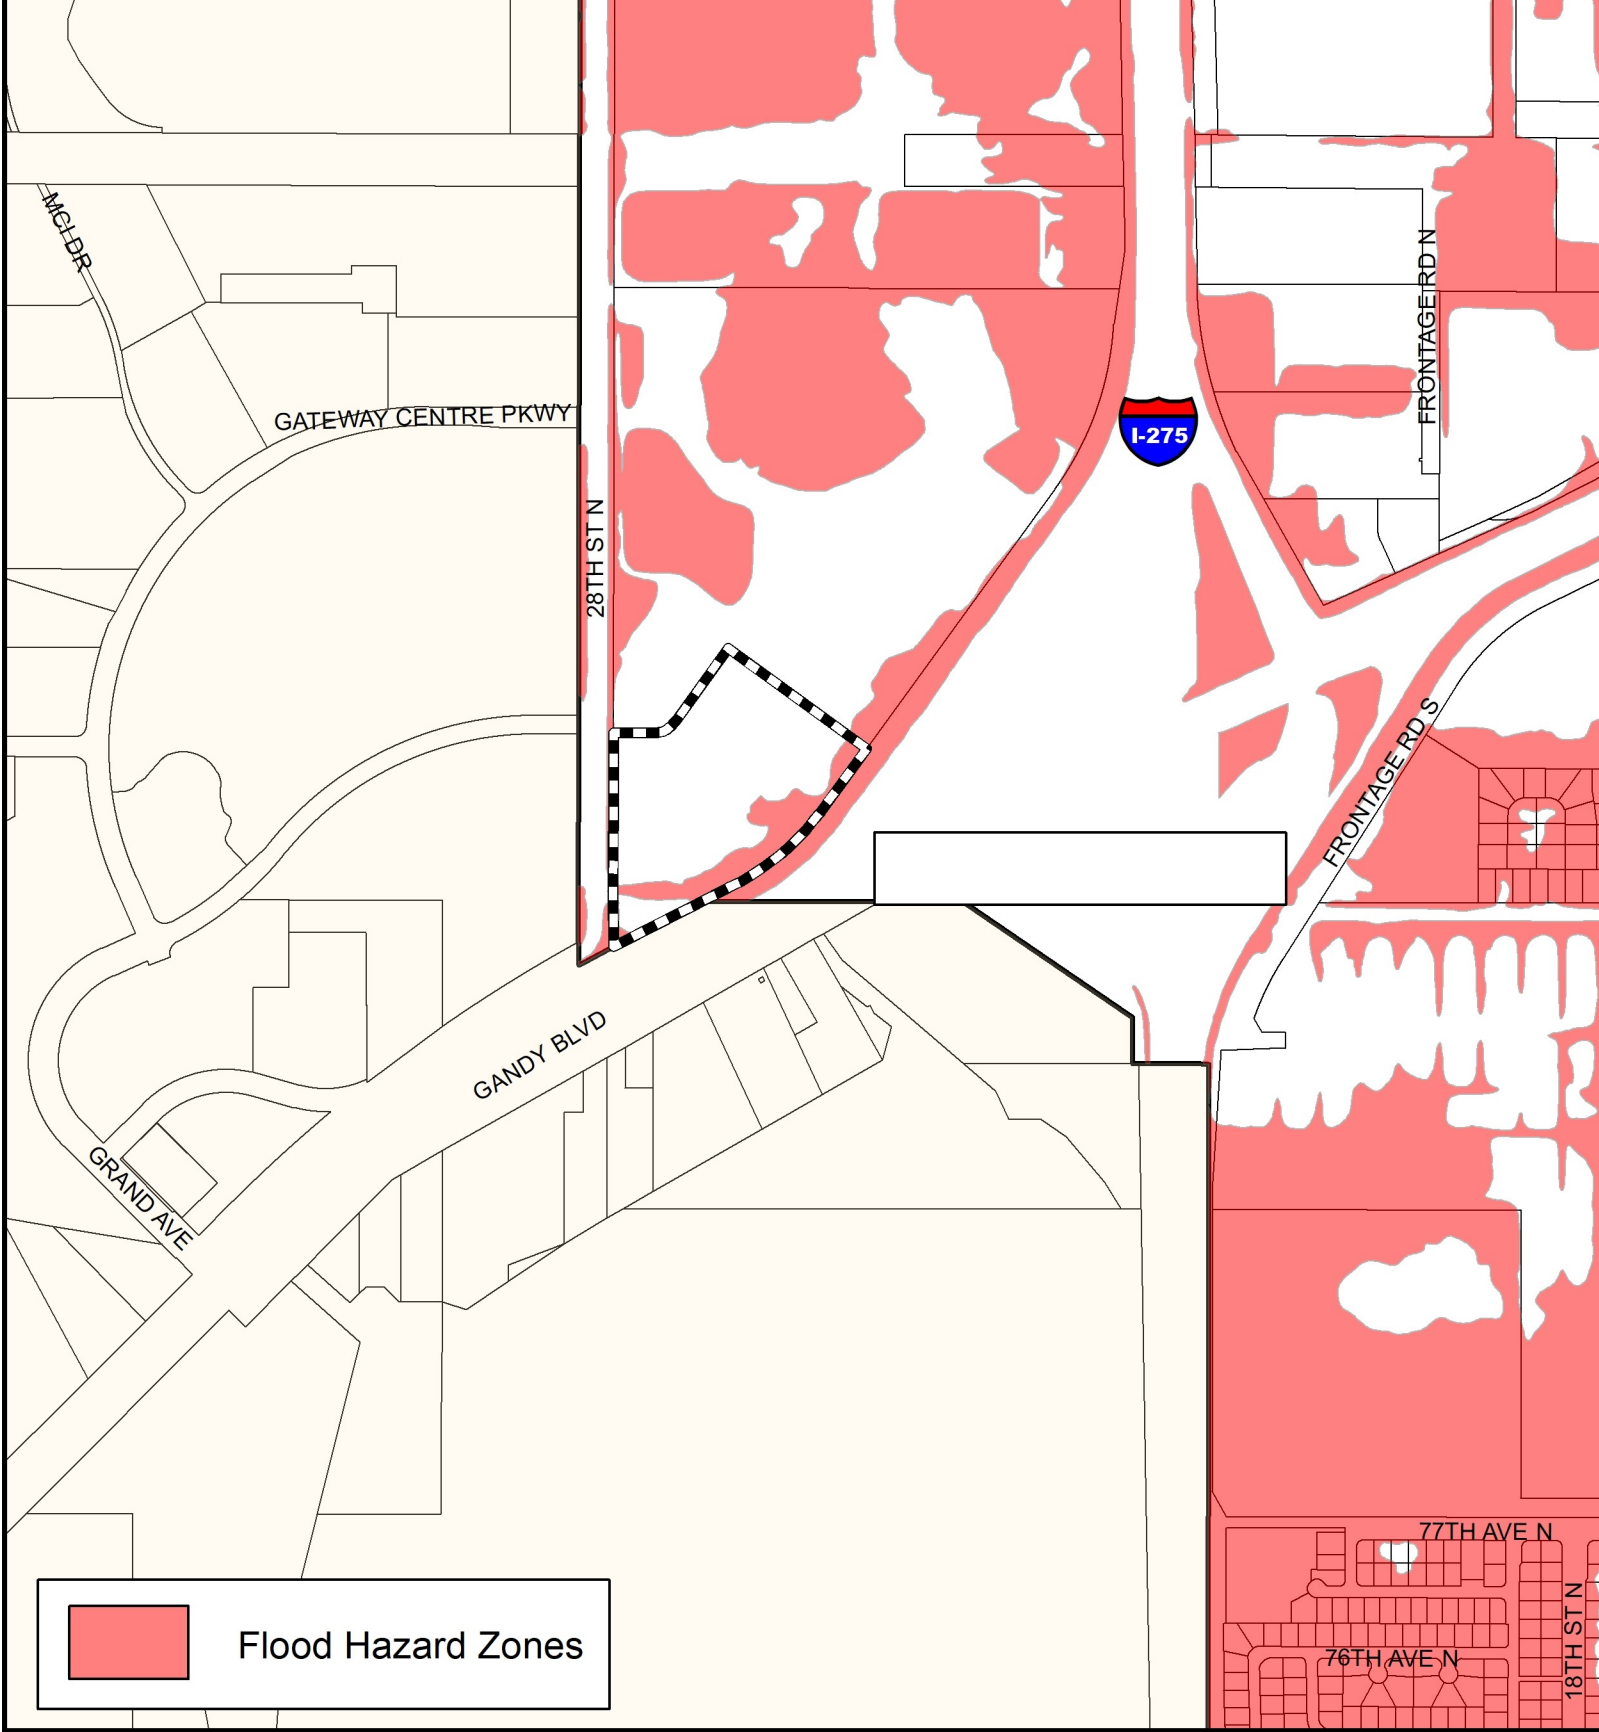 MCI DR
FRONTAGE RD N
GATEWAY CENTRE PKWY
I-275
28TH ST N
FRONTAGE RD S
GANDY BLVD
GRAND AVE
77TH AVE N
18TH ST N
76TH AVE N
Flood Hazard Zones